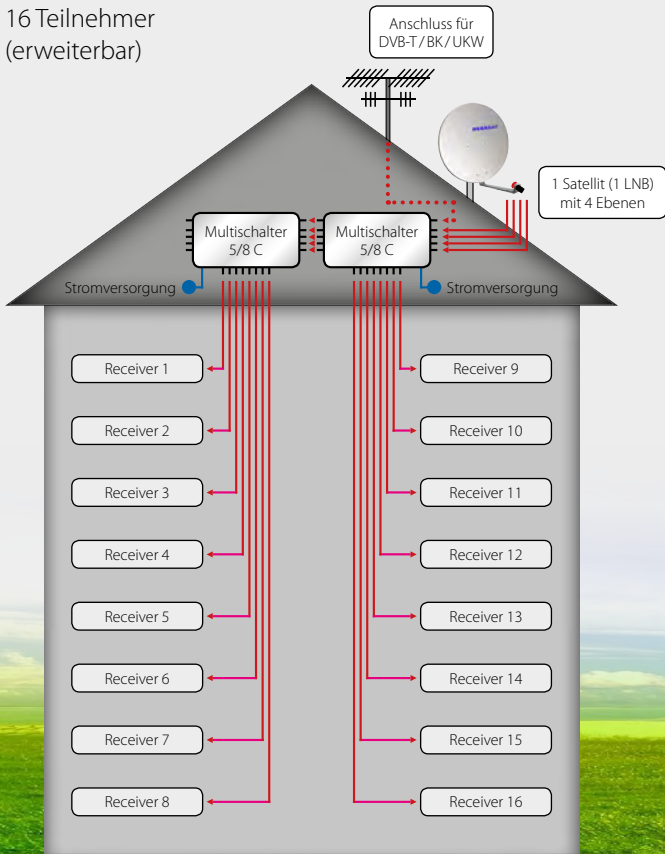 16 Teilnehmer
(erweiterbar)
Anschluss für
DVB-T / BK / UKW
1 Satellit (1 LNB)
mit 4 Ebenen
Multischalter
5/8 C
Multischalter
5/8 C
Stromversorgung
Stromversorgung
Receiver 1
Receiver 9
Receiver 2
Receiver 10
Receiver 3
Receiver 11
Receiver 4
Receiver 12
Receiver 5
Receiver 13
Receiver 6
Receiver 14
Receiver 7
Receiver 15
Receiver 8
Receiver 16